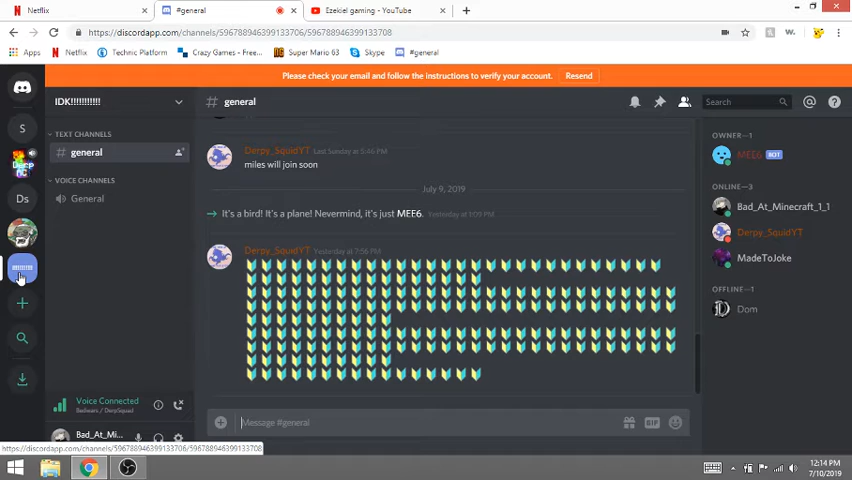 Netflix
#general
Ezekiel gaming - YouTube
https://discordapp.com/channels/596788946399133706/596788946399133708
Apps
Netflix
Technic Platform
Crazy Games - Free...
Super Mario 63
Skype
#general
Please check your email and follow the instructions to verify your account.
Resend
IDK!!!!!!!!!!!
# general
Search
S
TEXT CHANNELS
# general
VOICE CHANNELS
General
Ds
Derpy_SquidYT Last Sunday at 5:46 PM
miles will join soon
July 9, 2019
It's a bird! It's a plane! Nevermind, it's just MEE6. Yesterday at 1:09 PM
Derpy_SquidYT Yesterday at 7:56 PM
OWNER—1
MEE6 BOT
ONLINE—3
Bad_At_Minecraft_1_1
Derpy_SquidYT
MadeToJoke
OFFLINE—1
Dom
Voice Connected
Bedwars / DerpSquad
Bad_At_Mi...
Message #general
GIF
https://discordapp.com/channels/596788946399133706/596788946399133708
12:14 PM
7/10/2019